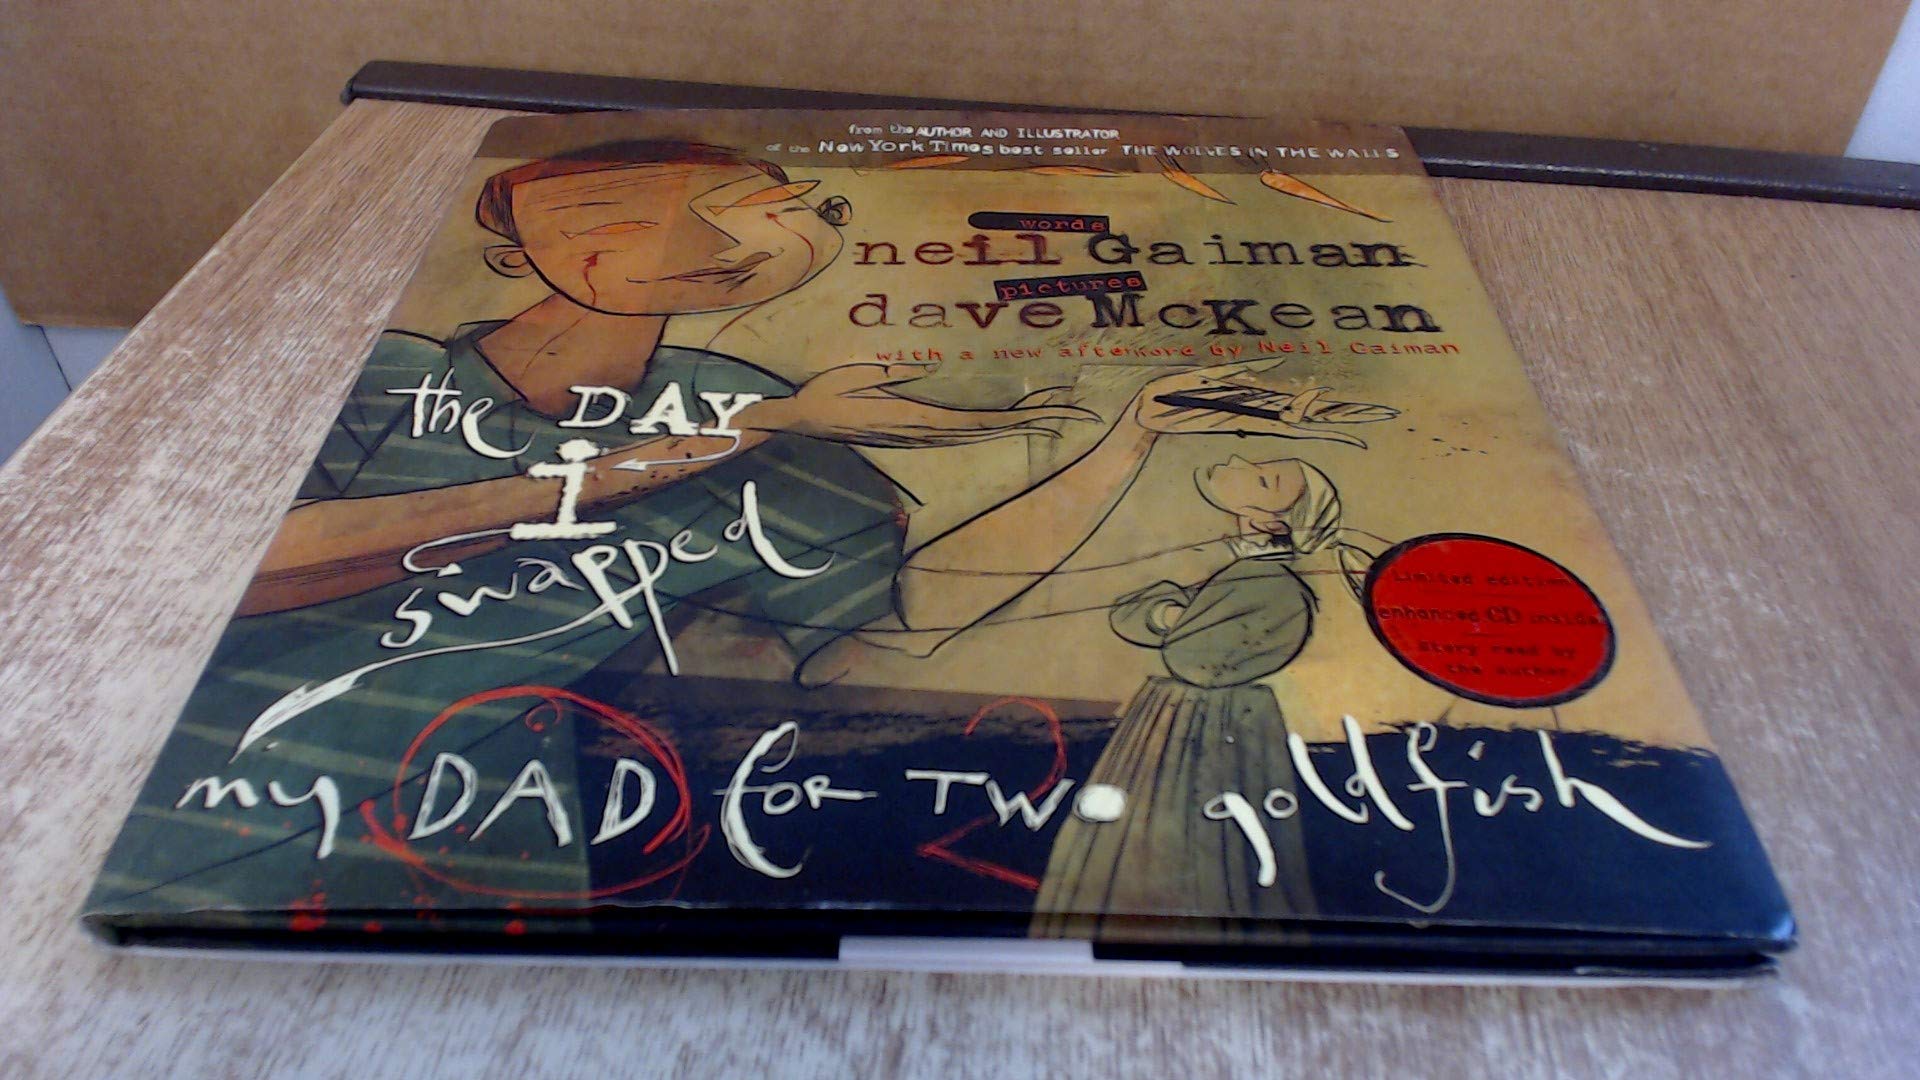 from the AUTHOR AND ILLUSTRATOR
of the New York Times best seller THE WOLVES IN THE WALLS
words
neil Gaiman
pictures
dave McKean
with a new afterword by Neil Gaiman
the DAY
i
swapped
my DAD for TWO goldfish
2
Limited edition
enhanced CD inside
Story read by
the author